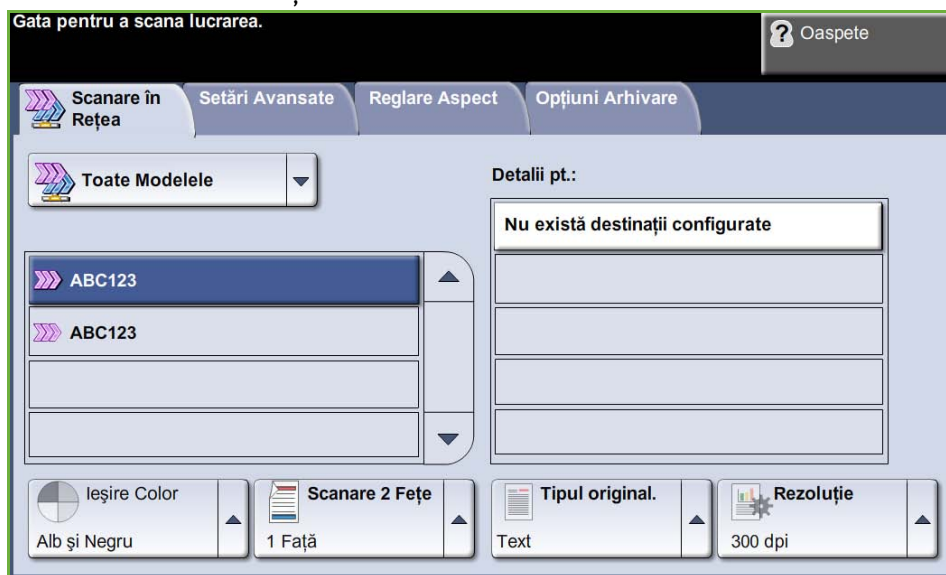 Gata pentru a scana lucrarea.
? Oaspete
Scanare în
Rețea
Setări Avansate
Reglare Aspect
Opțiuni Arhivare
Toate Modelele
Detalii pt.:
Nu există destinații configurate
ABC123
ABC123
Ieșire Color
Alb și Negru
Scanare 2 Fețe
1 Față
Tipul original.
Text
Rezoluție
300 dpi